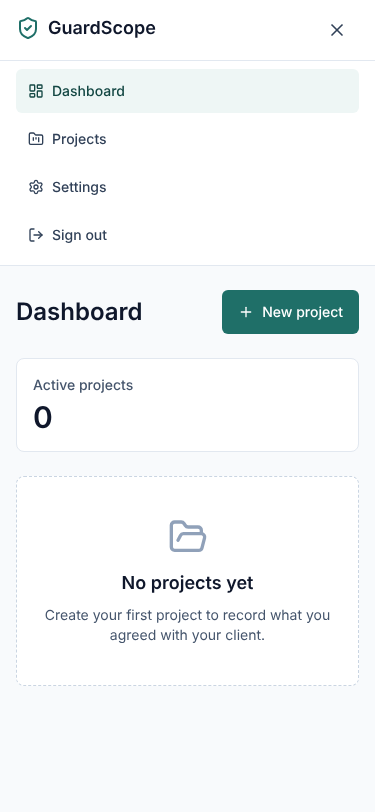 GuardScope
Dashboard
Projects
Settings
Sign out
Dashboard
New project
Active projects
0
No projects yet
Create your first project to record what you
agreed with your client.